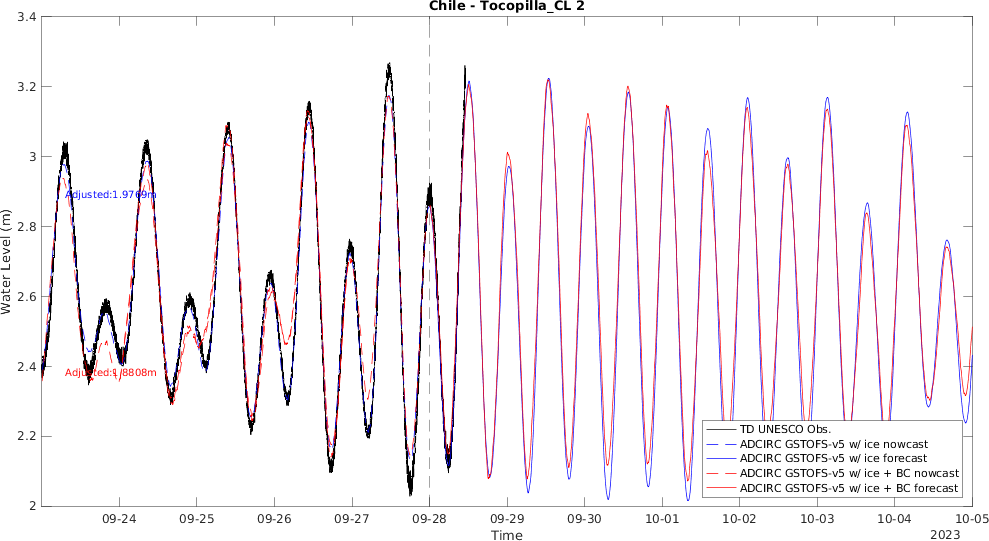 Chile - Tocopilla_CL 2
3.4
3.2
3
2.8
2.6
2.4
2.2
2
Water Level (m)
Adjusted:1.9769m
Adjusted:1.8808m
TD UNESCO Obs.
ADCIRC GSTOFS-v5 w/ ice nowcast
ADCIRC GSTOFS-v5 w/ ice forecast
ADCIRC GSTOFS-v5 w/ ice + BC nowcast
ADCIRC GSTOFS-v5 w/ ice + BC forecast
09-24 09-25 09-26 09-27 09-28 09-29 09-30 10-01 10-02 10-03 10-04 10-05
Time
2023